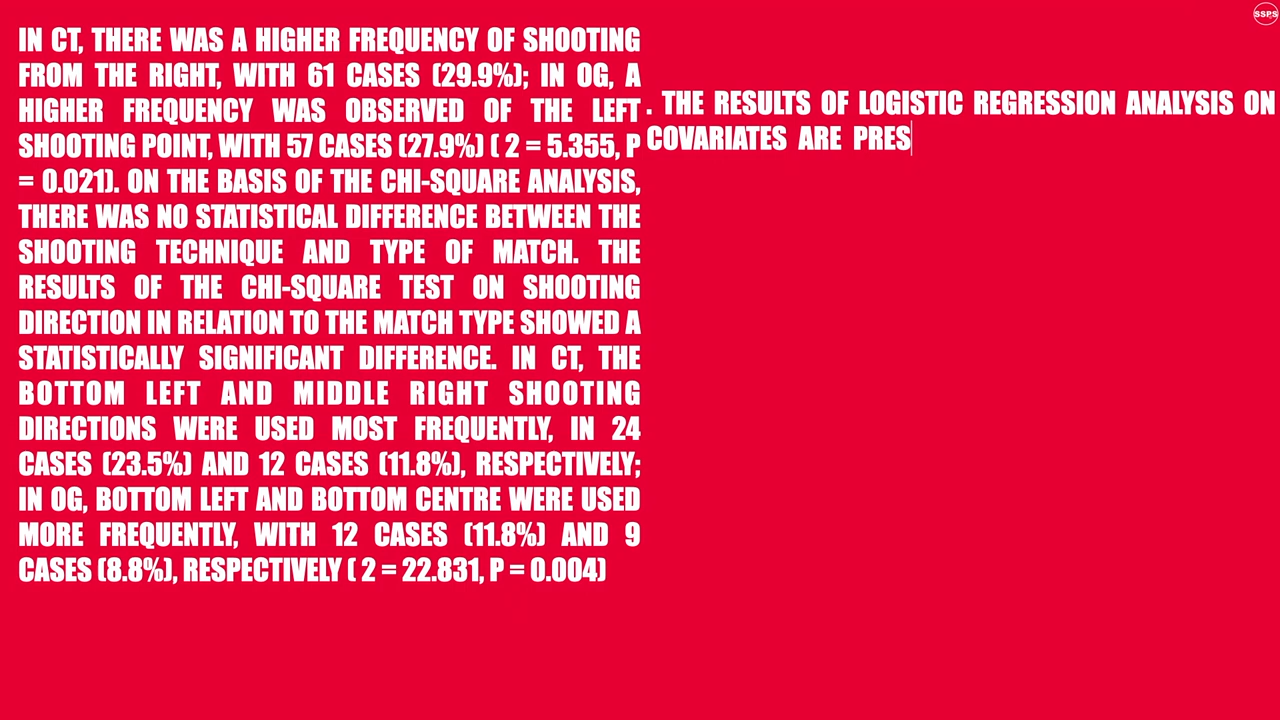 IN CT, THERE WAS A HIGHER FREQUENCY OF SHOOTING
FROM THE RIGHT, WITH 61 CASES (29.9%); IN OG, A
HIGHER FREQUENCY WAS OBSERVED OF THE LEFT
SHOOTING POINT, WITH 57 CASES (27.9%) ( 2 = 5.355, P
= 0.021). ON THE BASIS OF THE CHI-SQUARE ANALYSIS,
THERE WAS NO STATISTICAL DIFFERENCE BETWEEN THE
SHOOTING TECHNIQUE AND TYPE OF MATCH. THE
RESULTS OF THE CHI-SQUARE TEST ON SHOOTING
DIRECTION IN RELATION TO THE MATCH TYPE SHOWED A
STATISTICALLY SIGNIFICANT DIFFERENCE. IN CT, THE
BOTTOM LEFT AND MIDDLE RIGHT SHOOTING
DIRECTIONS WERE USED MOST FREQUENTLY, IN 24
CASES (23.5%) AND 12 CASES (11.8%), RESPECTIVELY;
IN OG, BOTTOM LEFT AND BOTTOM CENTRE WERE USED
MORE FREQUENTLY, WITH 12 CASES (11.8%) AND 9
CASES (8.8%), RESPECTIVELY ( 2 = 22.831, P = 0.004)
. THE RESULTS OF LOGISTIC REGRESSION ANALYSIS ON
COVARIATES ARE PRES
SSPS